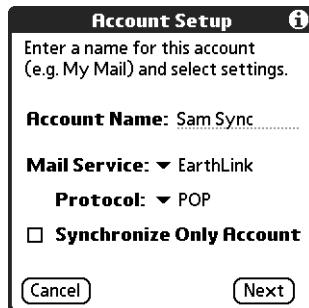 Account Setup
Enter a name for this account
(e.g. My Mail) and select settings.
Account Name: Sam Sync
Mail Service: EarthLink
Protocol: POP
Synchronize Only Account
Cancel Next